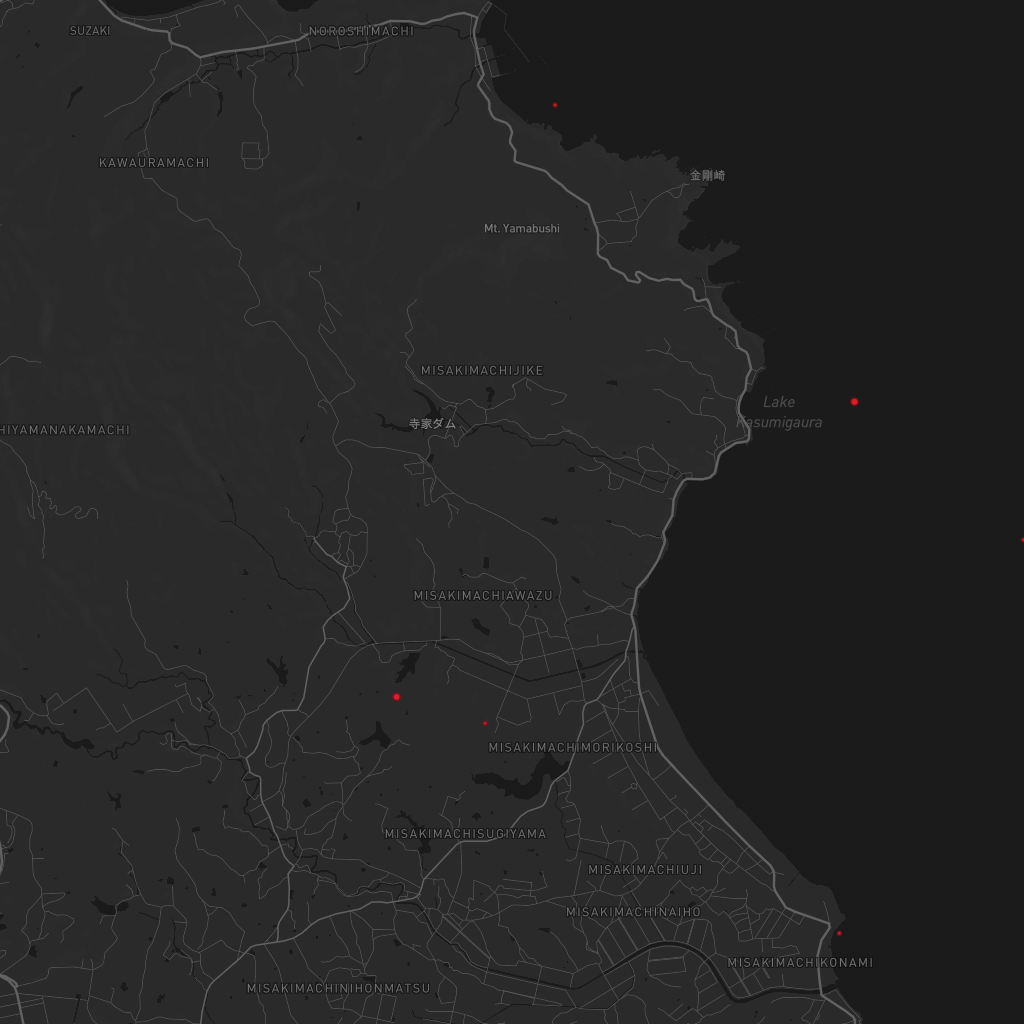 SUZAKI
NOROSHIMACHI
KAWAURAMACHI
金剛崎
Mt. Yamabushi
MISAKIMACHIJIKE
Lake
Kasumigaura
寺家ダム
HIYAMANAKAMACHI
MISAKIMACHIAWAZU
MISAKIMACHIMORIKOSHI
MISAKIMACHISUGIYAMA
MISAKIMACHIUJI
MISAKIMACHINAIHO
MISAKIMACHIKONAMI
MISAKIMACHINIHONMATSU